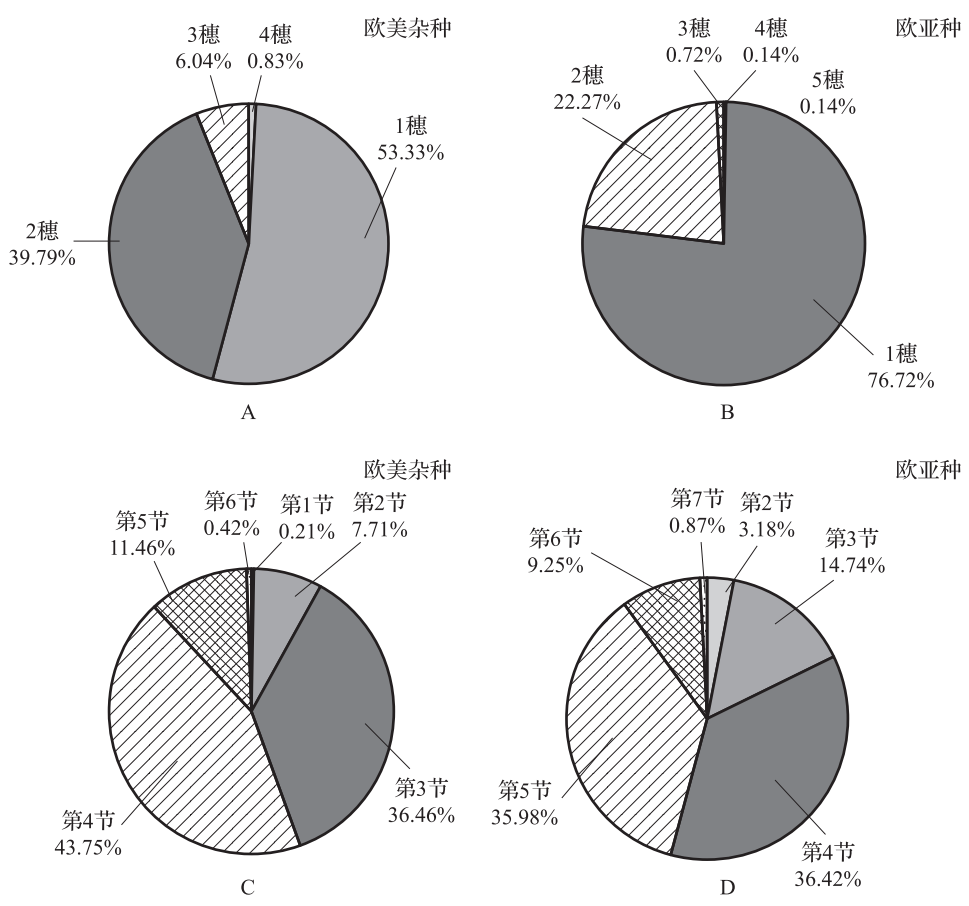 欧美杂种
3穗
6.04%
4穗
0.83%
1穗
53.33%
2穗
39.79%
A
欧亚种
3穗
0.72%
4穗
0.14%
5穗
0.14%
2穗
22.27%
1穗
76.72%
B
欧美杂种
第6节
0.42%
第1节
0.21%
第2节
7.71%
第5节
11.46%
第3节
36.46%
第4节
43.75%
C
欧亚种
第7节
0.87%
第2节
3.18%
第6节
9.25%
第3节
14.74%
第5节
35.98%
第4节
36.42%
D